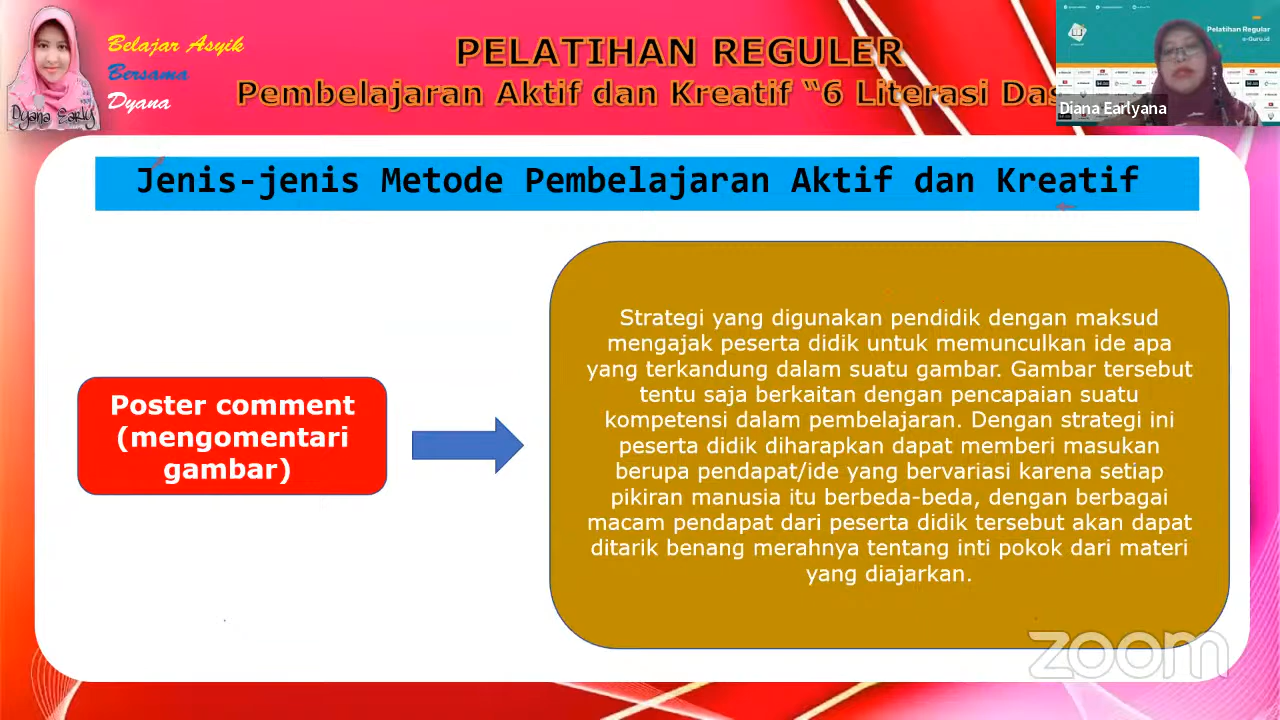 Belajar Asyik
Bersama
Dyana
Dyana Early
PELATIHAN REGULER
Pembelajaran Aktif dan Kreatif “6 Literasi Das
Pelatihan Reguler
e-Guru.id
Diana Earlyana
Jenis-jenis Metode Pembelajaran Aktif dan Kreatif
Poster comment
(mengomentari
gambar)
Strategi yang digunakan pendidik dengan maksud
mengajak peserta didik untuk memunculkan ide apa
yang terkandung dalam suatu gambar. Gambar tersebut
tentu saja berkaitan dengan pencapaian suatu
kompetensi dalam pembelajaran. Dengan strategi ini
peserta didik diharapkan dapat memberi masukan
berupa pendapat/ide yang bervariasi karena setiap
pikiran manusia itu berbeda-beda, dengan berbagai
macam pendapat dari peserta didik tersebut akan dapat
ditarik benang merahnya tentang inti pokok dari materi
yang diajarkan.
zoom